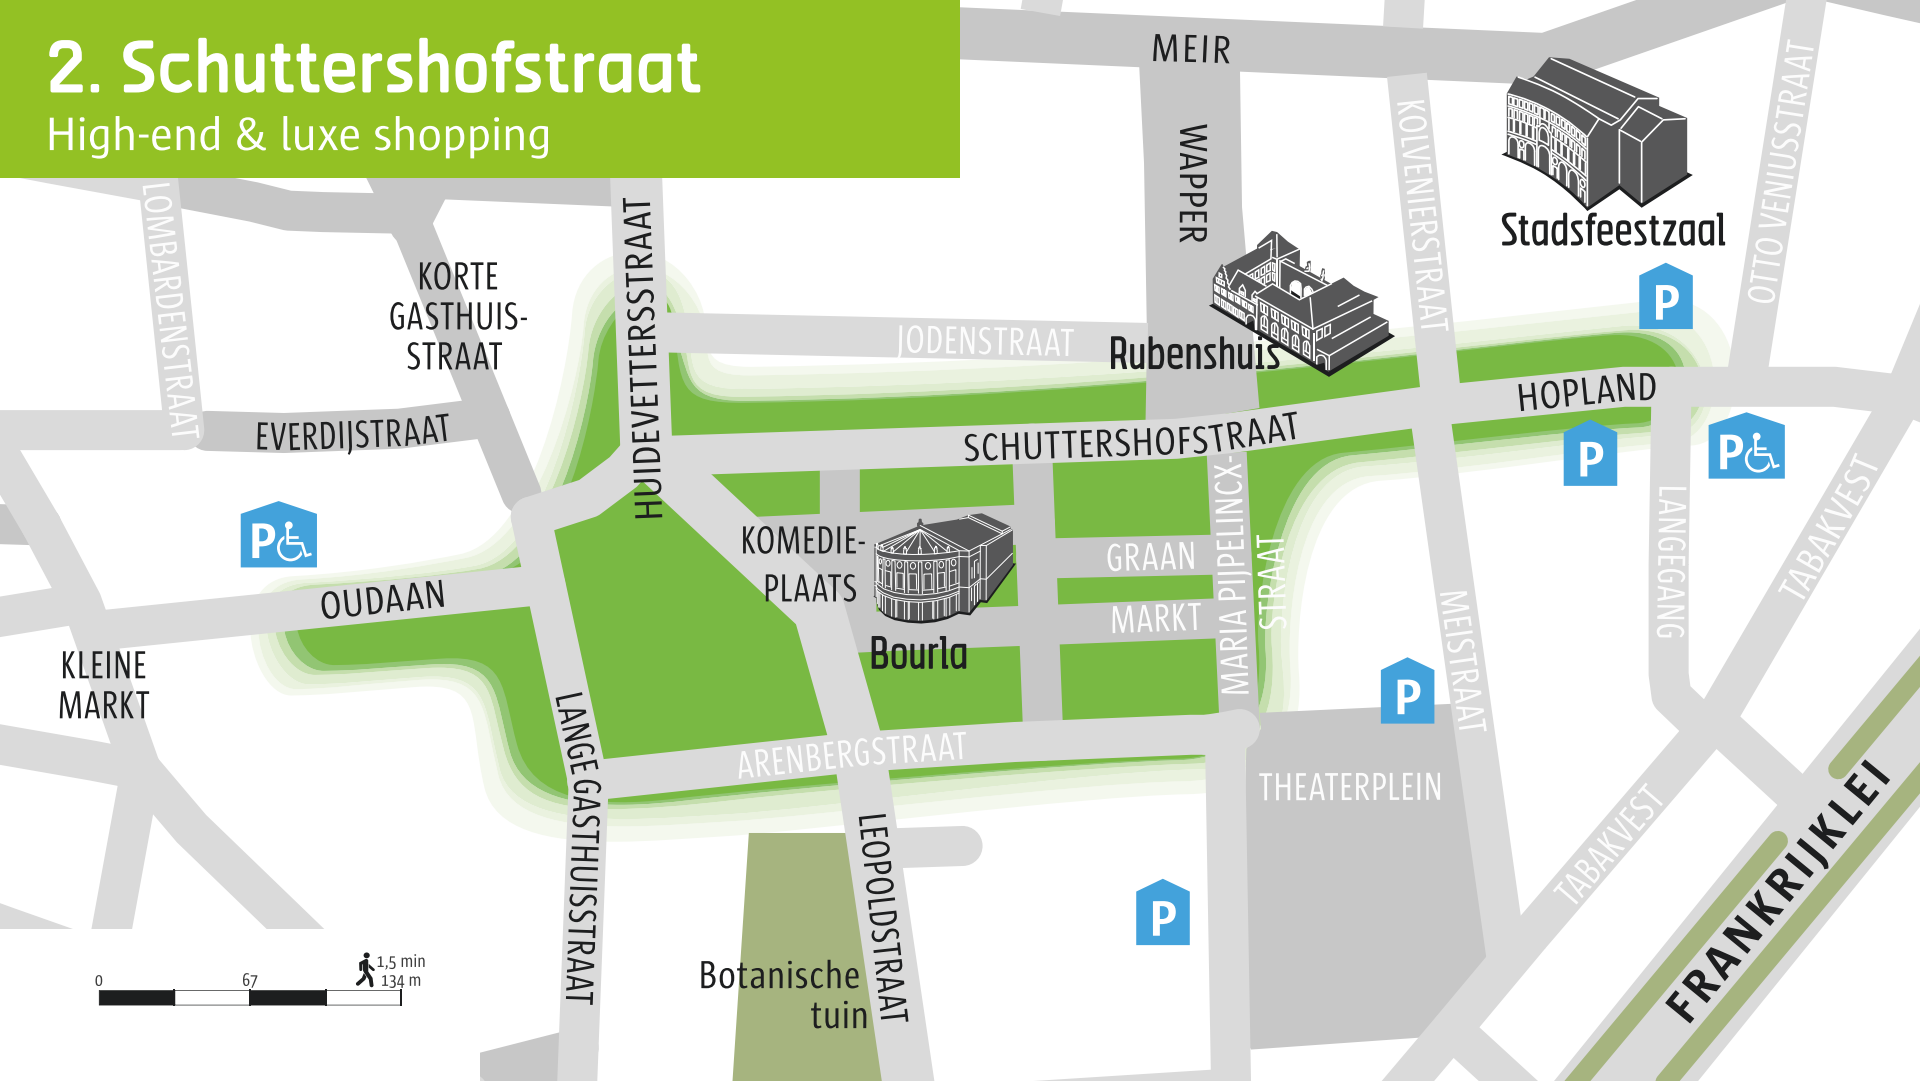 2. Schuttershofstraat
High-end & luxe shopping
MEIR
WAPPER
KOLVENIERSTRAAT
OTTO VENIUSSTRAAT
Stadsfeestzaal
P
LOMBARDENSTRAAT
KORTE
GASTHUIS-
STRAAT
HUIDEVETTERSSTRAAT
JODENSTRAAT
Rubenshuis
HOPLAND
EVERDIJSTRAAT
SCHUTTERSHOFSTRAAT
P
P
P
KOMEDIE-
PLAATS
GRAAN
MARKT
MARIA PIJPELINCX-
STRAAT
LANGEGANG
TABAKVEST
OUDAAN
Bourla
KLEINE
MARKT
P
MEISTRAAT
LANGE GASTHUISSTRAAT
ARENBERGSTRAAT
THEATERPLEIN
LEOPOLDSTRAAT
TABAKVEST
FRANKRIJKLEI
P
Botanische
tuin
1,5 min
0
67
134 m